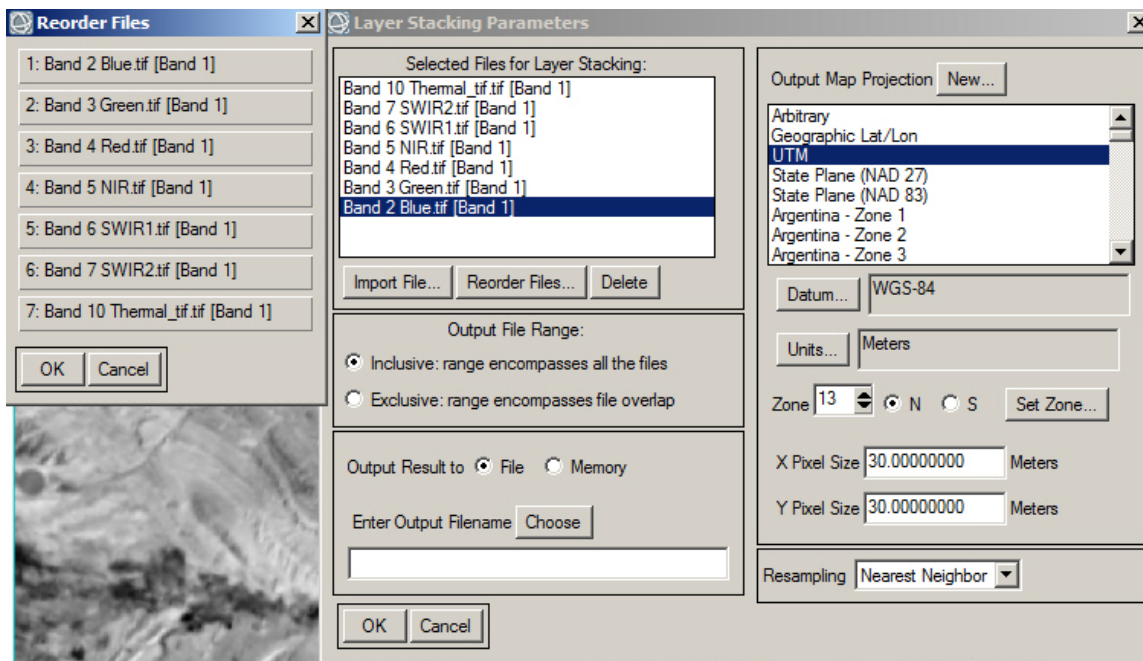 Reorder Files
1: Band 2 Blue.tif [Band 1]
2: Band 3 Green.tif [Band 1]
3: Band 4 Red.tif [Band 1]
4: Band 5 NIR.tif [Band 1]
5: Band 6 SWIR1.tif [Band 1]
6: Band 7 SWIR2.tif [Band 1]
7: Band 10 Thermal_tif.tif [Band 1]
OK Cancel
Layer Stacking Parameters
Selected Files for Layer Stacking:
Band 10 Thermal_tif.tif [Band 1]
Band 7 SWIR2.tif [Band 1]
Band 6 SWIR1.tif [Band 1]
Band 5 NIR.tif [Band 1]
Band 4 Red.tif [Band 1]
Band 3 Green.tif [Band 1]
Band 2 Blue.tif [Band 1]
Import File... Reorder Files... Delete
Output File Range:
Inclusive: range encompasses all the files
Exclusive: range encompasses file overlap
Output Result to File Memory
Enter Output Filename Choose
OK Cancel
Output Map Projection New...
Arbitrary
Geographic Lat/Lon
UTM
State Plane (NAD 27)
State Plane (NAD 83)
Argentina - Zone 1
Argentina - Zone 2
Argentina - Zone 3
Datum... WGS-84
Units... Meters
Zone 13 N S Set Zone...
X Pixel Size 30.00000000 Meters
Y Pixel Size 30.00000000 Meters
Resampling Nearest Neighbor